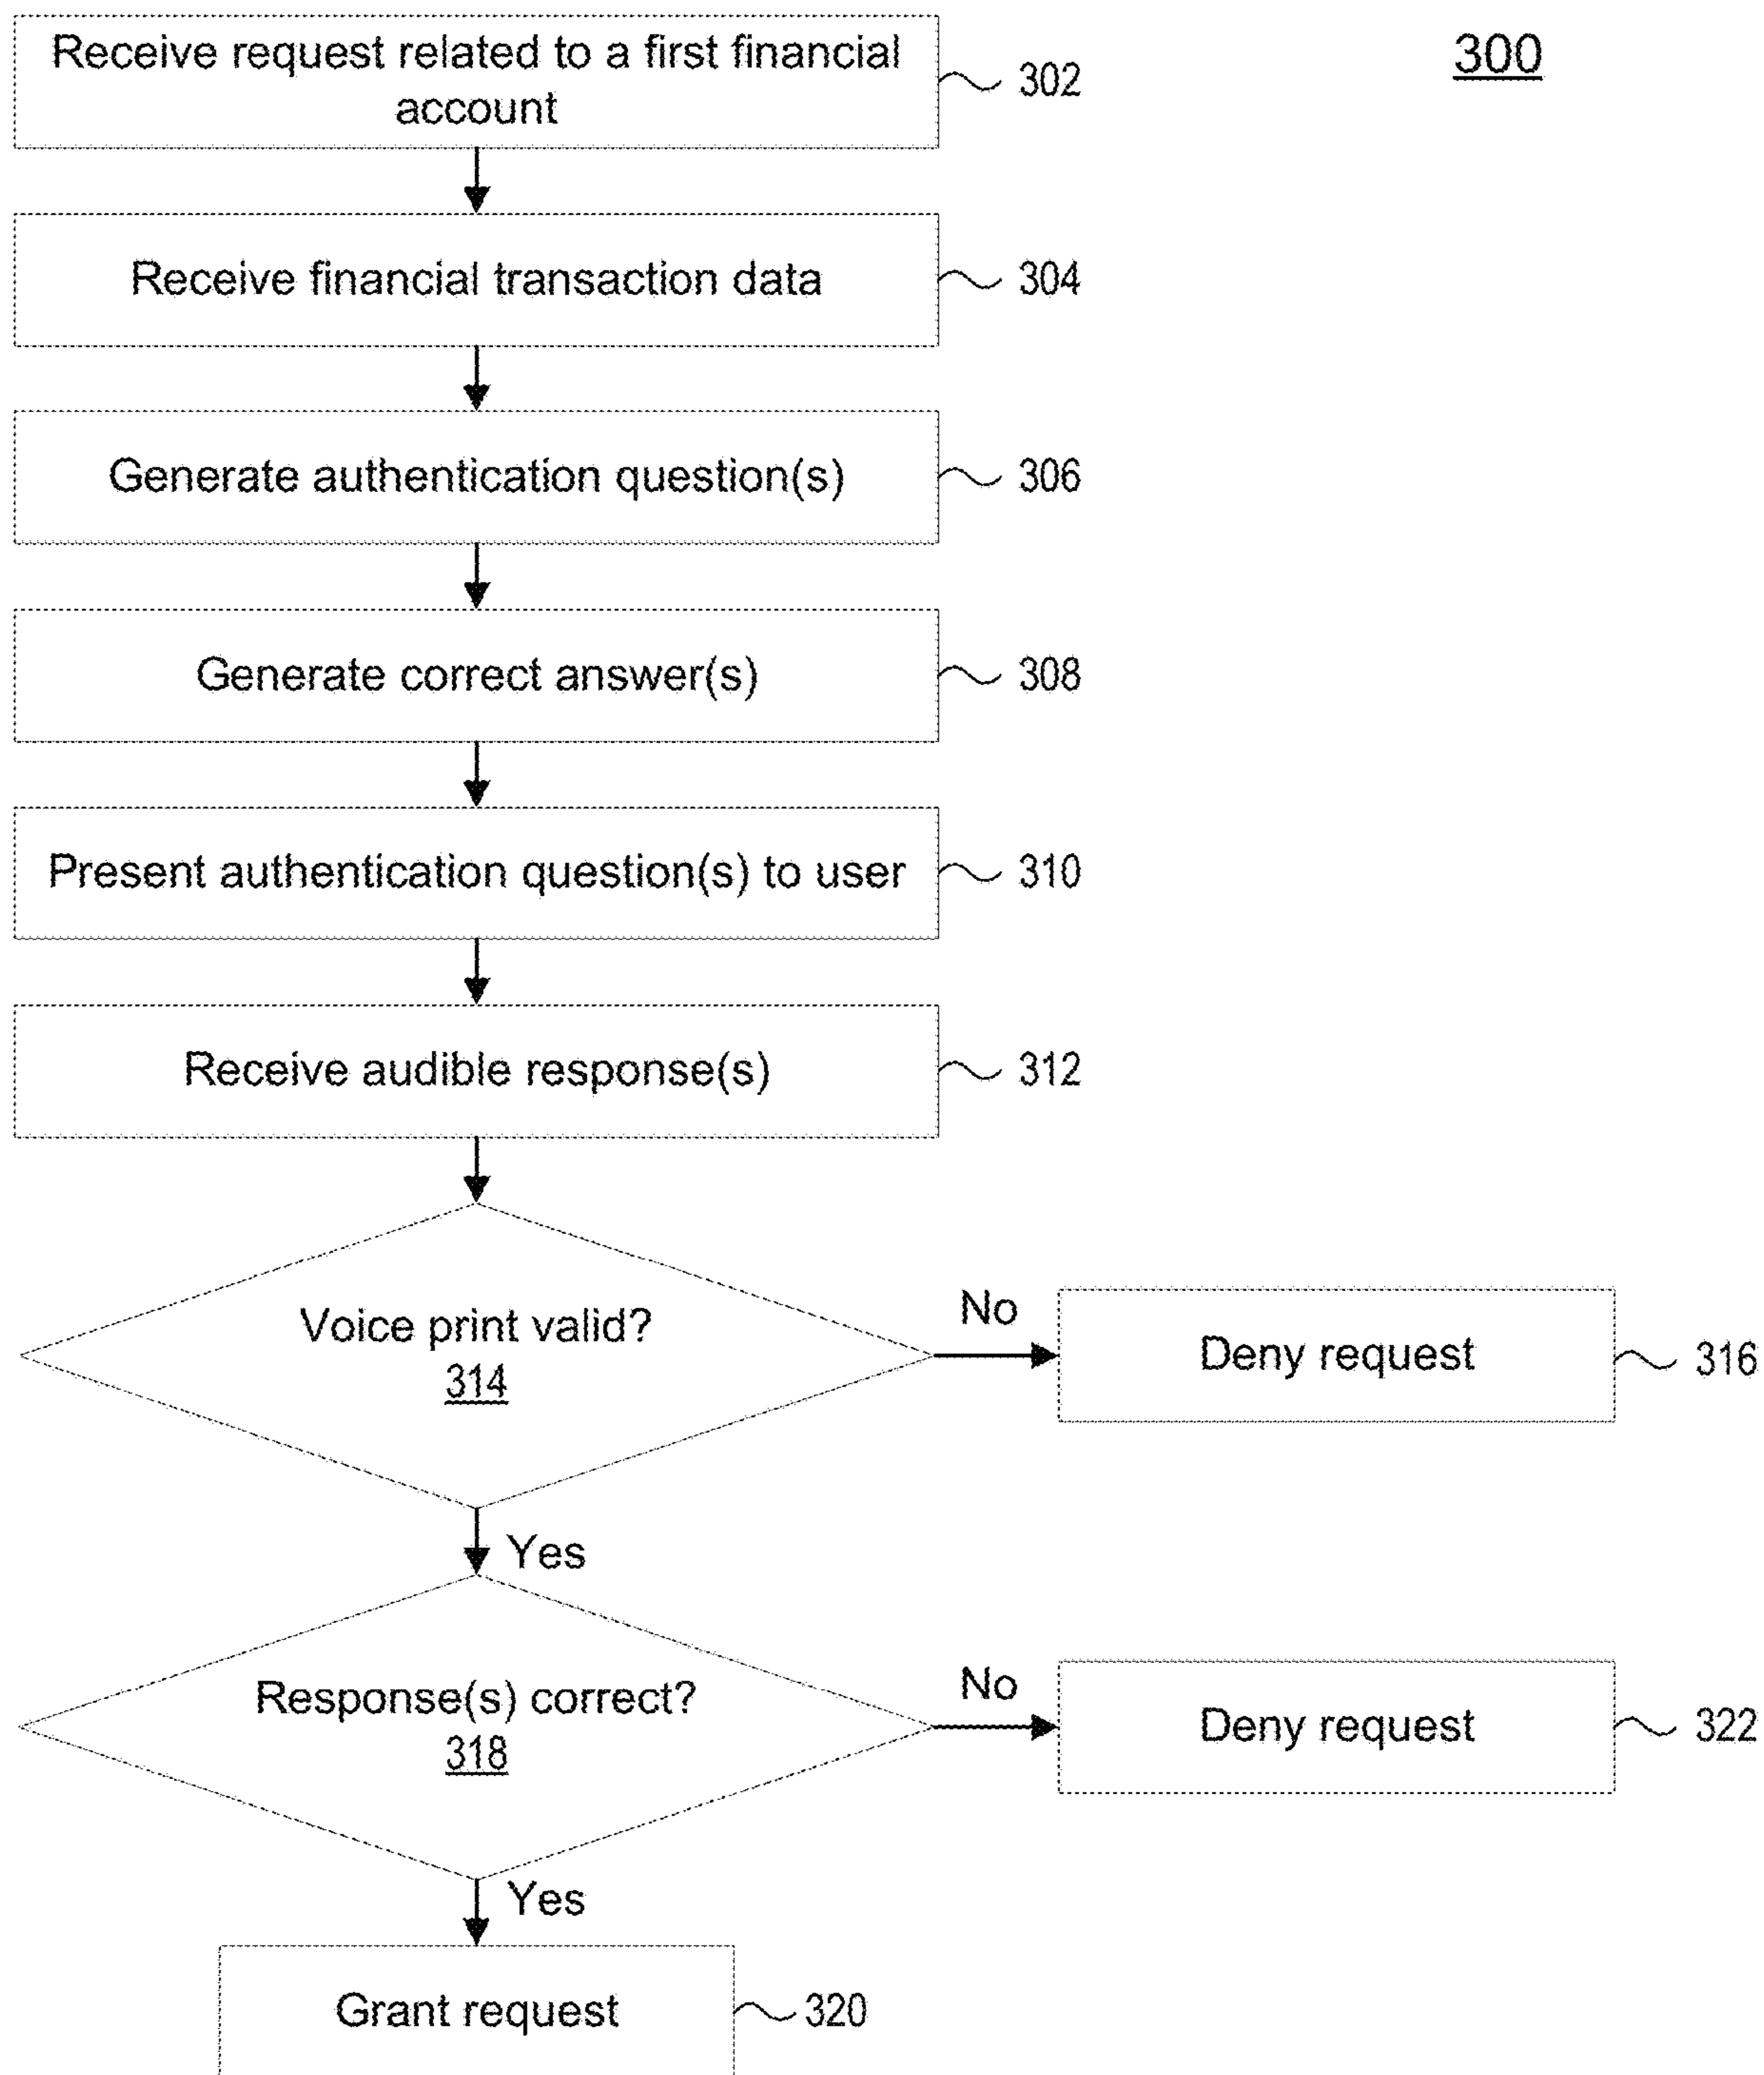 300
Receive request related to a first financial
account
302
Receive financial transaction data
304
Generate authentication question(s)
306
Generate correct answer(s)
308
Present authentication question(s) to user
310
Receive audible response(s)
312
Voice print valid?
314
No
Deny request
316
Yes
Response(s) correct?
318
No
Deny request
322
Yes
Grant request
320